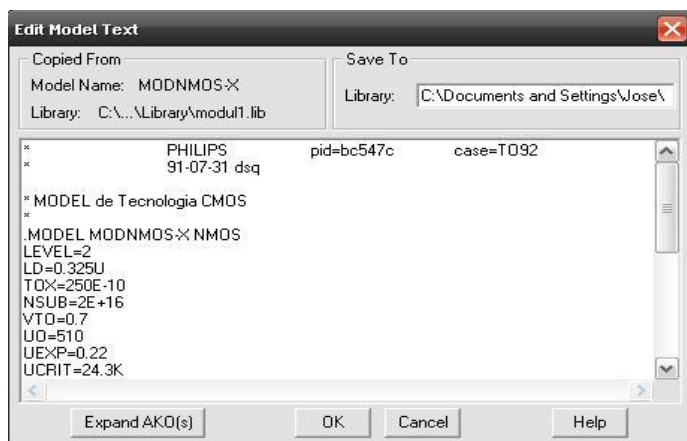 Edit Model Text
Copied From
Model Name: MODNMOS-X
Library: C:\...\Library\modul1.lib
Save To
Library: C:\Documents and Settings\Jose\
* PHILIPS pid=bc547c case=TO92
* 91-07-31 dsq
* MODEL de Tecnologia CMOS
*
.MODEL MODNMOS-X NMOS
LEVEL=2
LD=0.325U
TOX=250E-10
NSUB=2E+16
VTO=0.7
UO=510
UEXP=0.22
UCRIT=24.3K
Expand AKO(s) OK Cancel Help